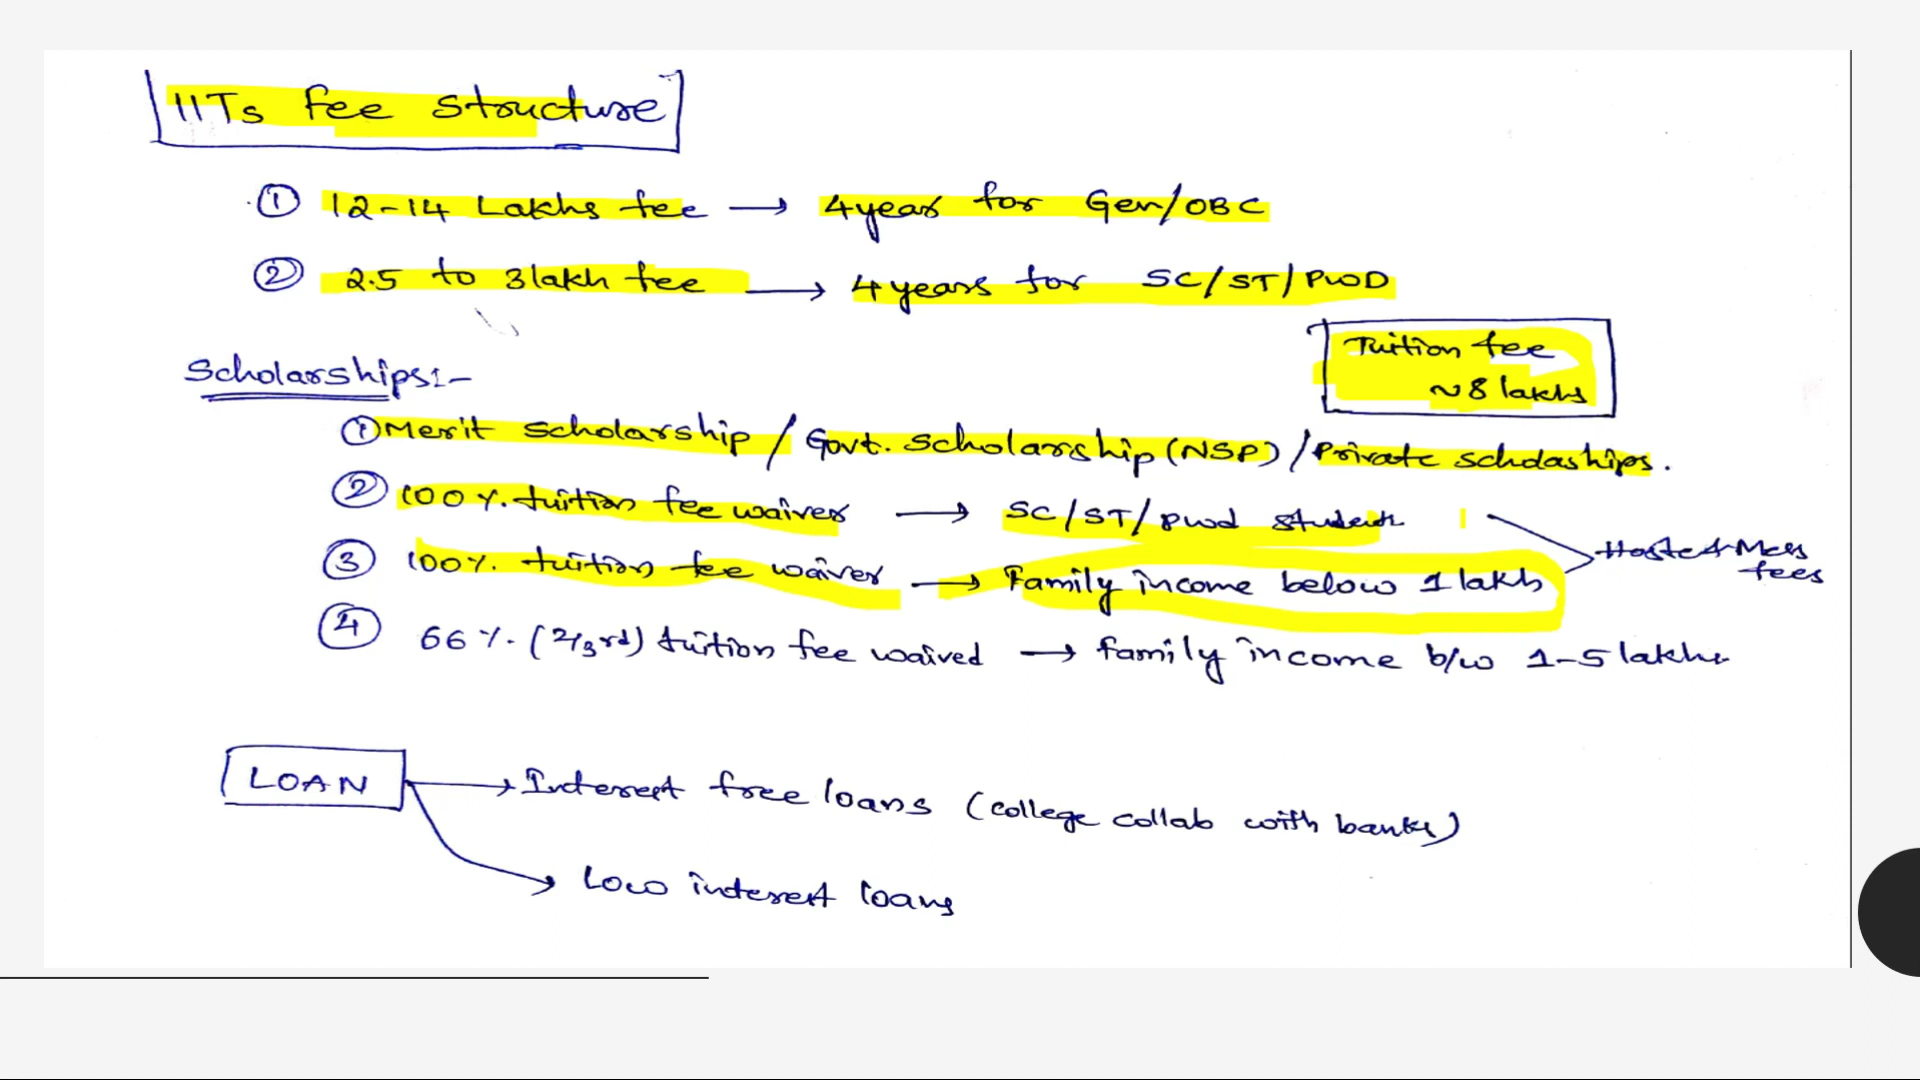 IITs Fee Structure
① 12-14 Lakhs fee → 4year for Gen/OBC
② 2.5 to 3lakh fee → 4years for SC/ST/PWD
Tuition fee
~8 lakhs
Scholarships:-
① Merit Scholarship / Govt. Scholarship (NSP) / Private scholaships.
② 100%. tuition fee waiver → SC/ST/pwd student
③ 100%. tuition fee waiver → Family income below 1 lakh
Hostel+Mess
fees
④ 66%. (2/3rd) tuition fee waived → family income b/w 1-5 lakhs
LOAN → Interest free loans (college collab with banks)
→ Low interest loans